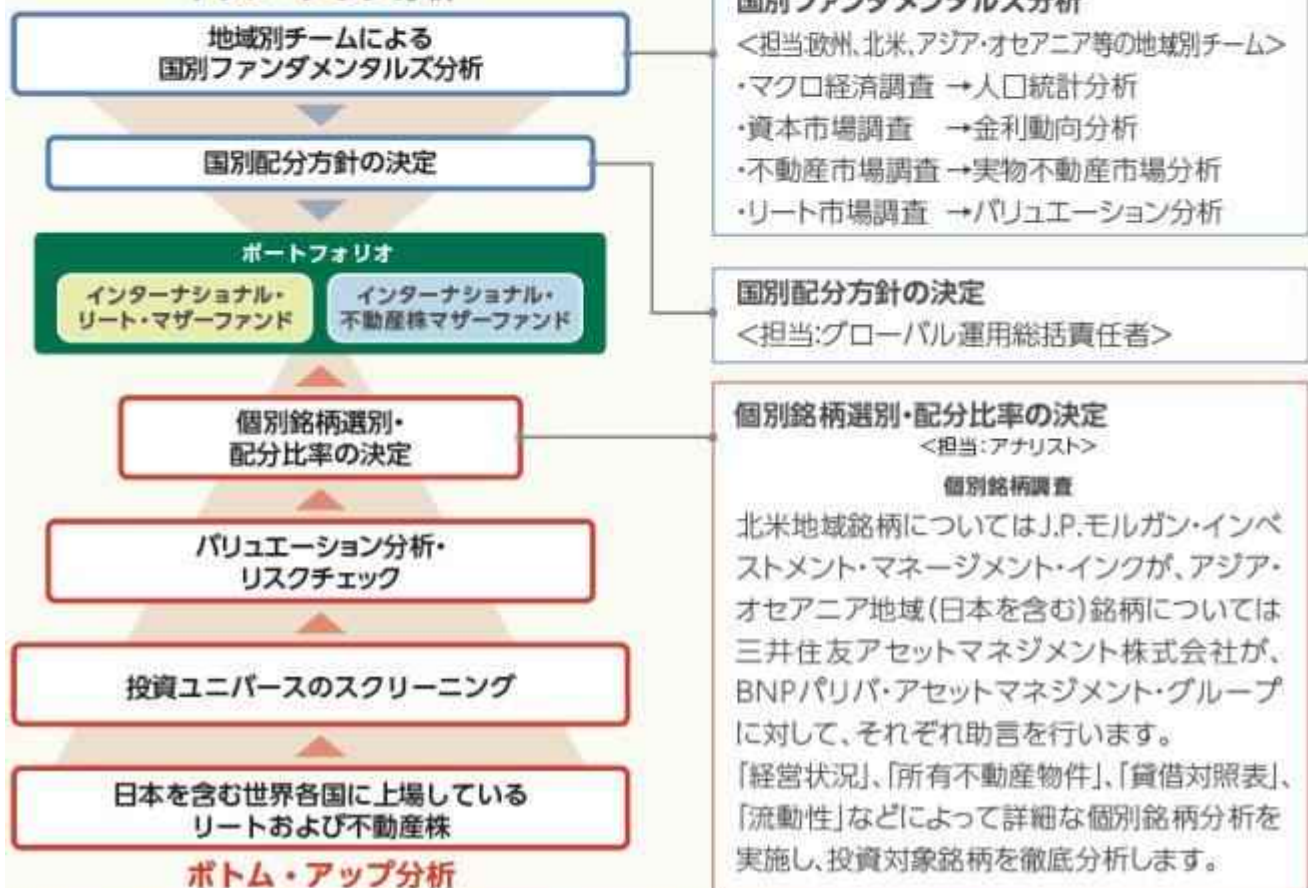 地域別チームによる
国別ファンダメンタルズ分析
国別配分方針の決定
ポートフォリオ
インターナショナル・
リート・マザーファンド
インターナショナル・
不動産株マザーファンド
個別銘柄選別・
配分比率の決定
バリュエーション分析・
リスクチェック
投資ユニバースのスクリーニング
日本を含む世界各国に上場している
リートおよび不動産株
ボトム・アップ分析
国別ファンダメンタルズ分析
<担当:欧州、北米、アジア・オセアニア等の地域別チーム>
・マクロ経済調査 →人口統計分析
・資本市場調査 →金利動向分析
・不動産市場調査→実物不動産市場分析
・リート市場調査 →バリュエーション分析
国別配分方針の決定
<担当:グローバル運用総括責任者>
個別銘柄選別・配分比率の決定
<担当:アナリスト>
個別銘柄調査
北米地域銘柄についてはJ.P.モルガン・インベ
ストメント・マネージメント・インクが、アジア・
オセアニア地域(日本を含む)銘柄については
三井住友アセットマネジメント株式会社が、
BNPパリバ・アセットマネジメント・グループ
に対して、それぞれ助言を行います。
「経営状況」、「所有不動産物件」、「貸借対照表」、
「流動性」などによって詳細な個別銘柄分析を
実施し、投資対象銘柄を徹底分析します。